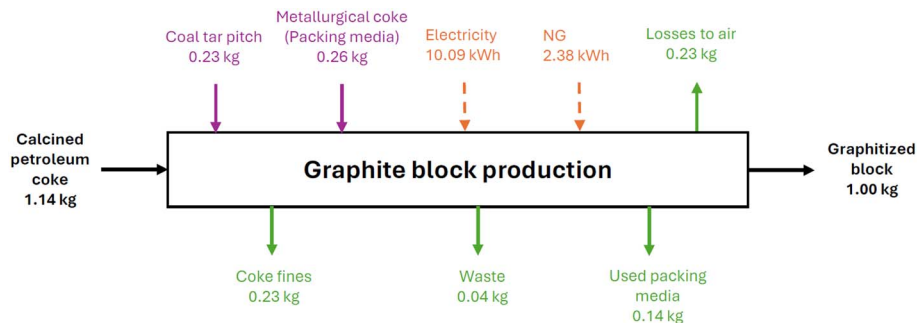 Coal tar pitch
0.23 kg
Metallurgical coke
(Packing media)
0.26 kg
Electricity
10.09 kWh
NG
2.38 kWh
Losses to air
0.23 kg
Calcined
petroleum
coke
1.14 kg
Graphite block production
Graphitized
block
1.00 kg
Coke fines
0.23 kg
Waste
0.04 kg
Used packing
media
0.14 kg